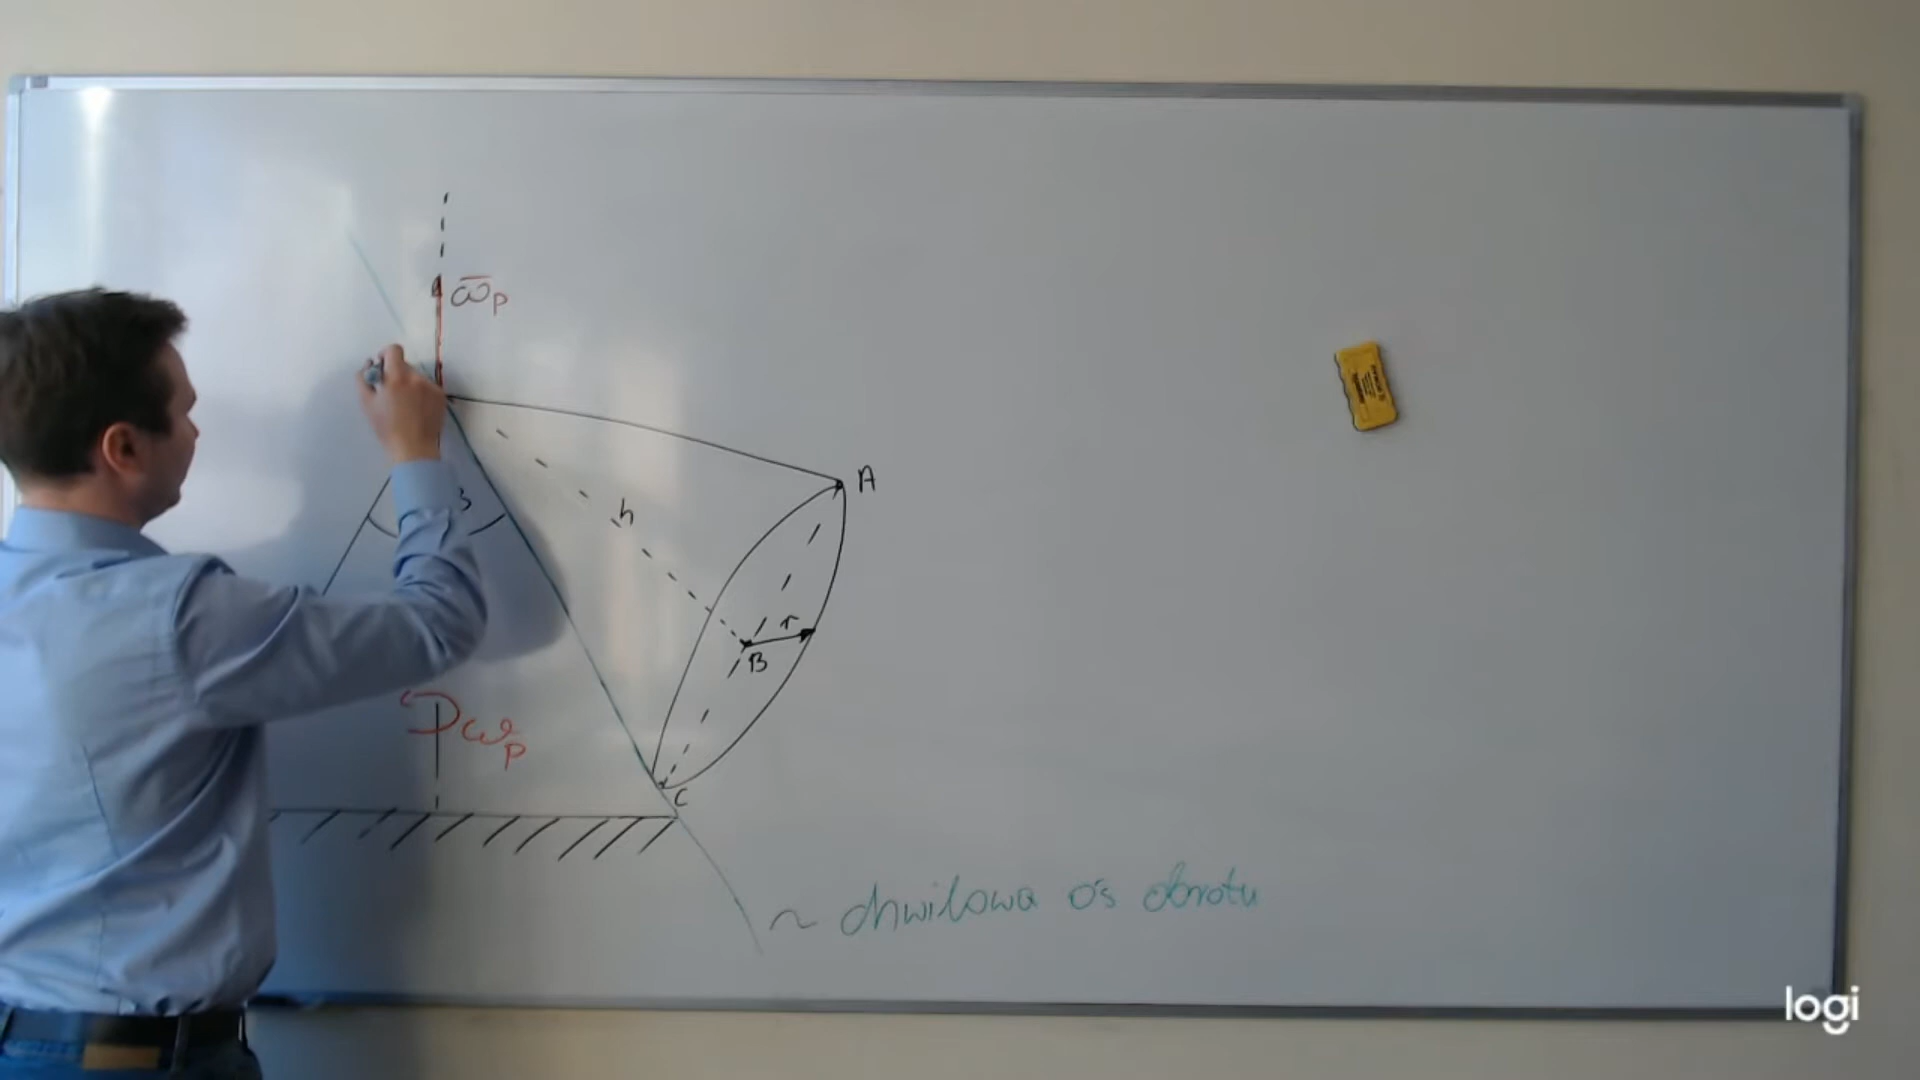 ω̅p
A
h
r
B
ωp
C
~ chwilowa oś obrotu
logi